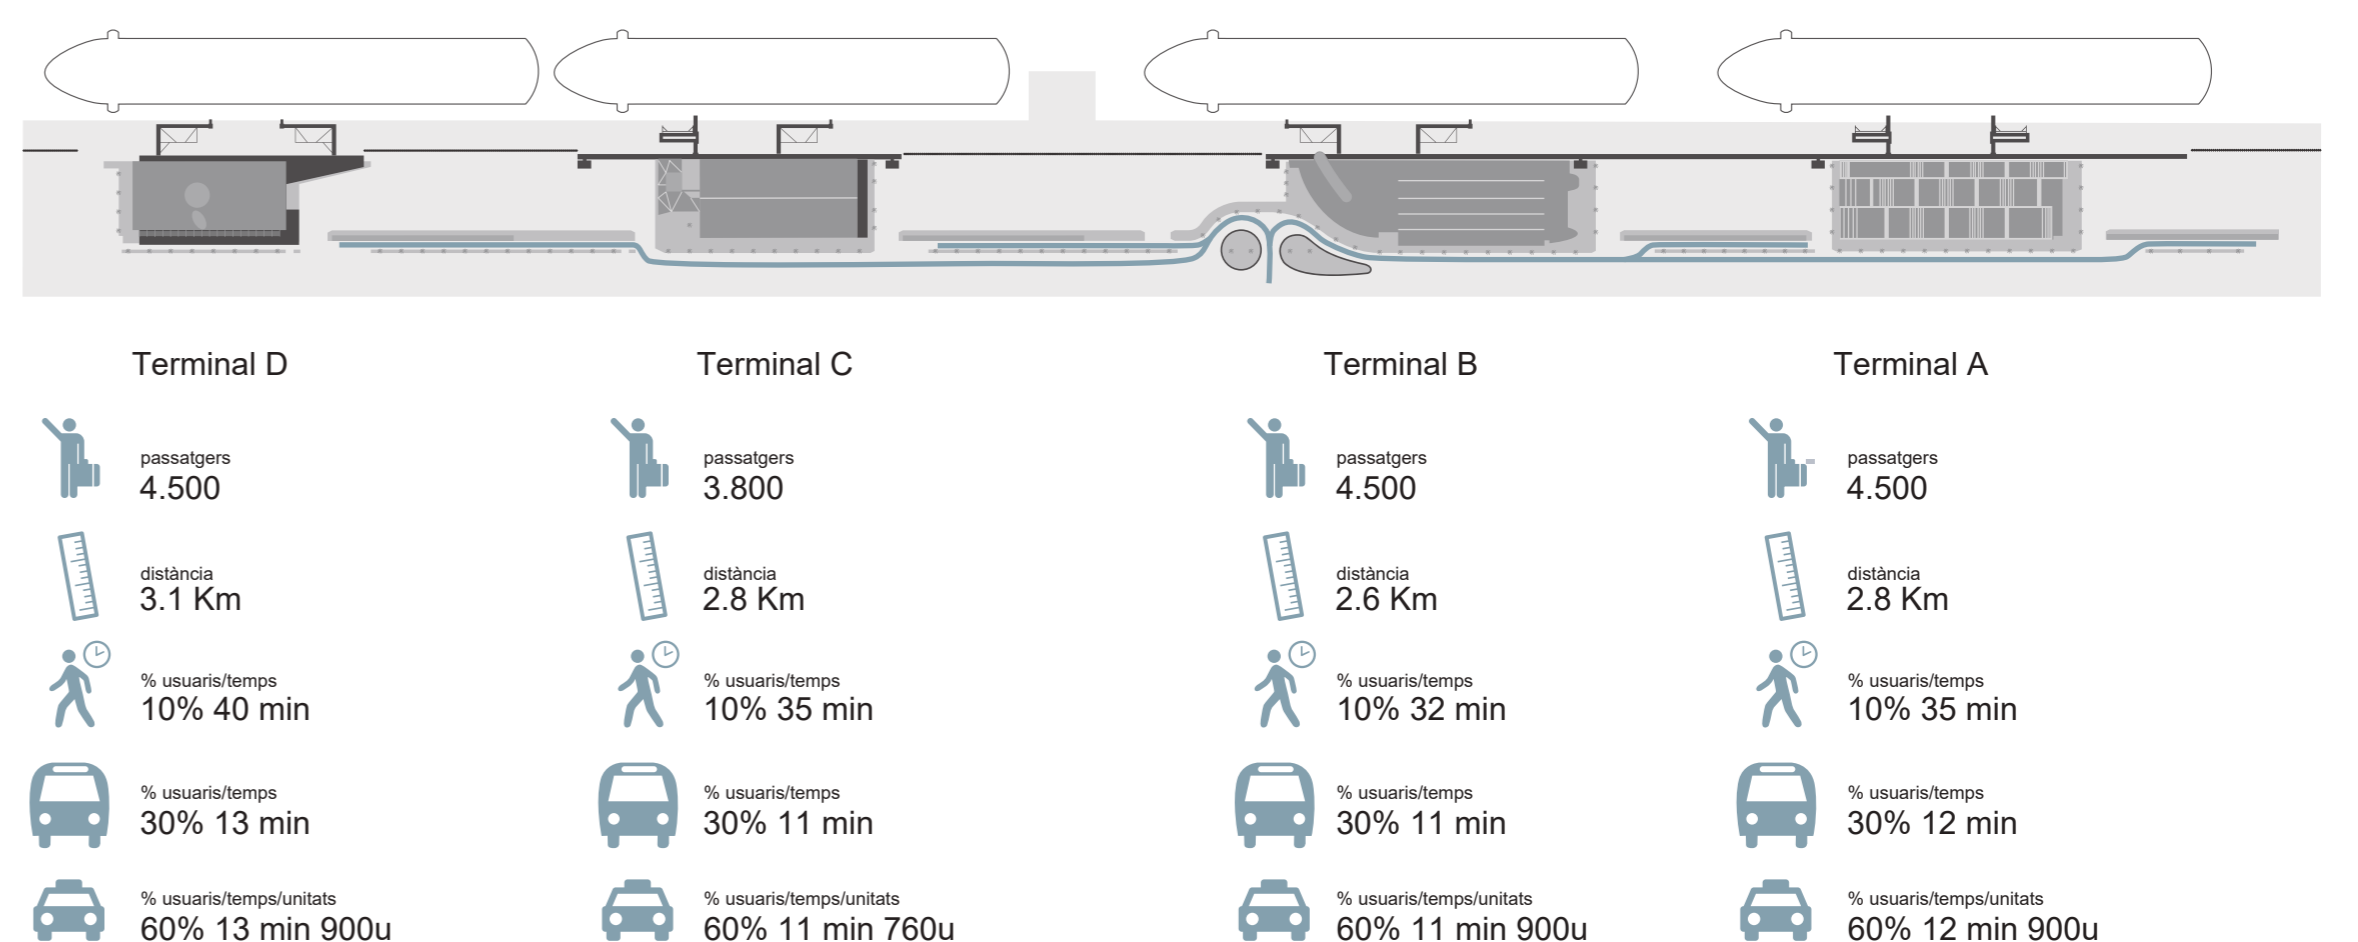 Terminal D
passatgers
4.500
distància
3.1 Km
% usuaris/temps
10% 40 min
% usuaris/temps
30% 13 min
% usuaris/temps/unitats
60% 13 min 900u
Terminal C
passatgers
3.800
distància
2.8 Km
% usuaris/temps
10% 35 min
% usuaris/temps
30% 11 min
% usuaris/temps/unitats
60% 11 min 760u
Terminal B
passatgers
4.500
distància
2.6 Km
% usuaris/temps
10% 32 min
% usuaris/temps
30% 11 min
% usuaris/temps/unitats
60% 11 min 900u
Terminal A
passatgers
4.500
distància
2.8 Km
% usuaris/temps
10% 35 min
% usuaris/temps
30% 12 min
% usuaris/temps/unitats
60% 12 min 900u